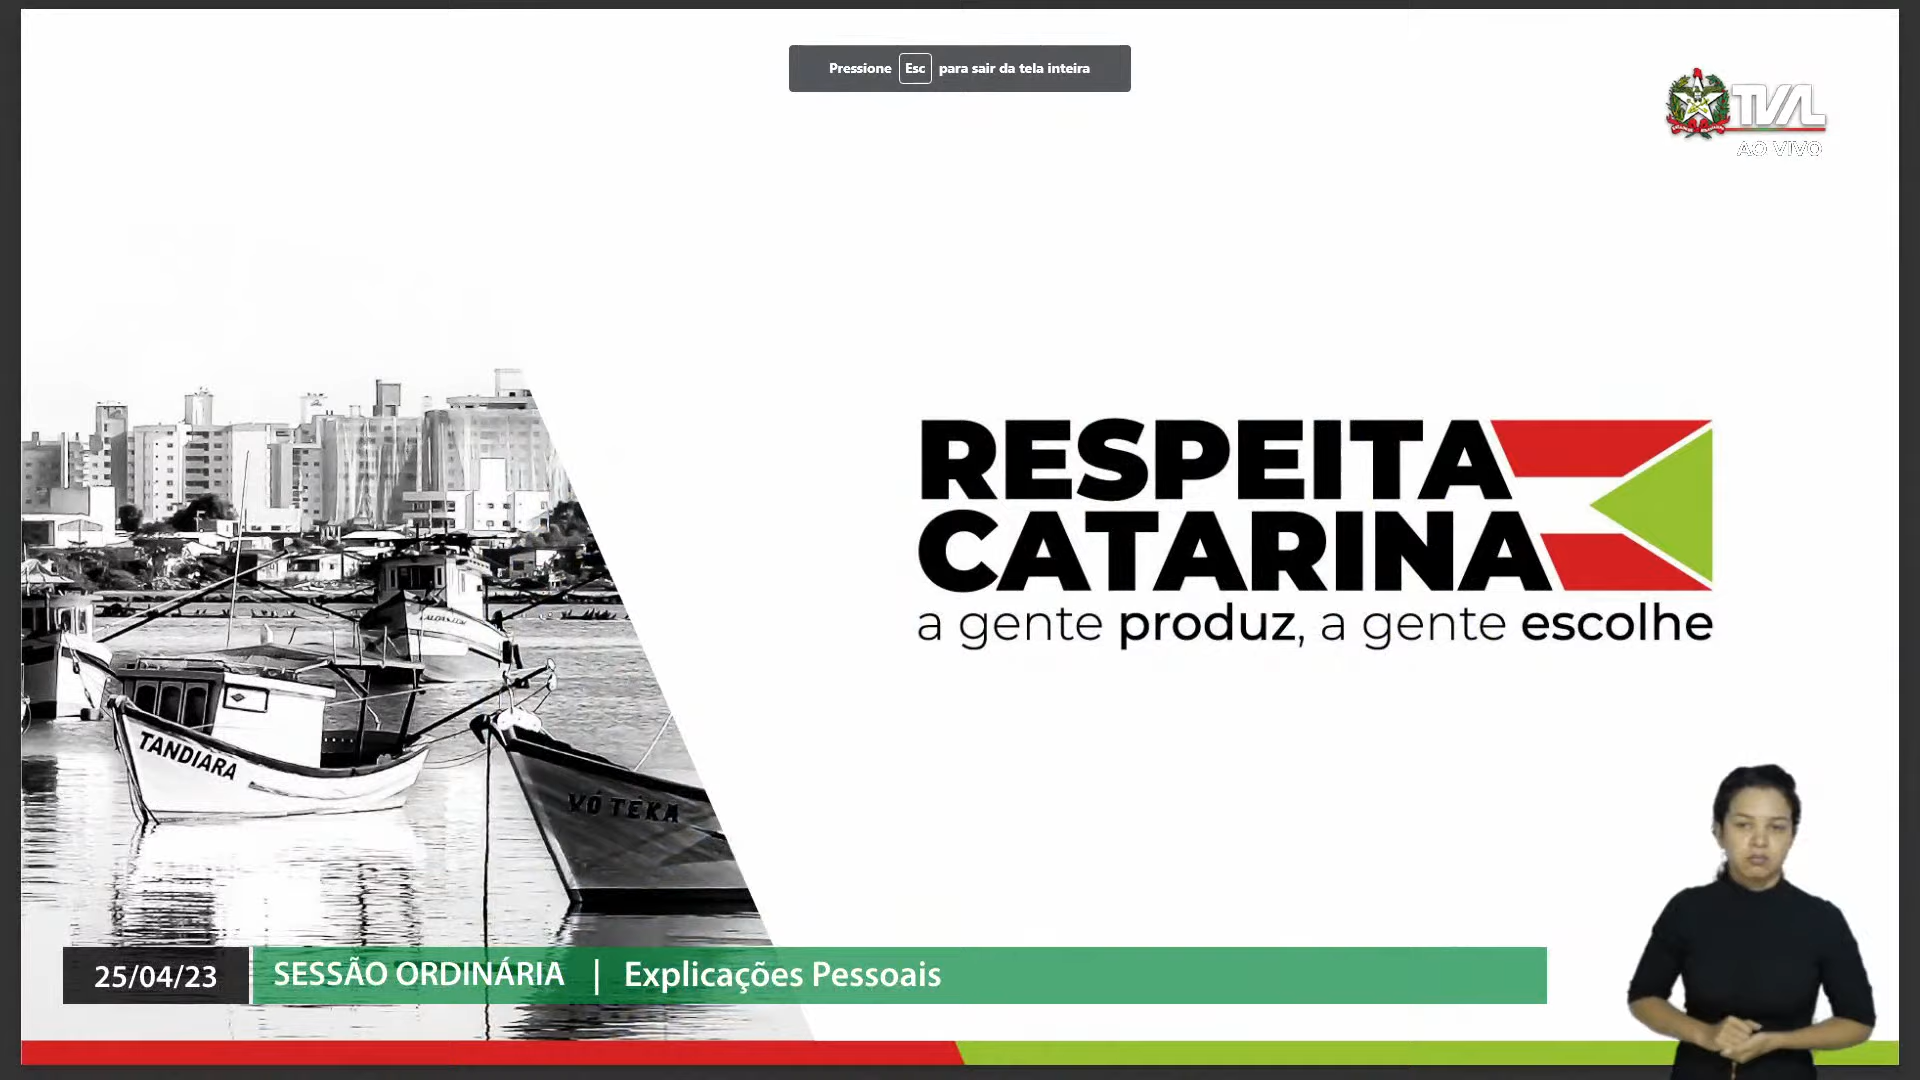 Pressione Esc para sair da tela inteira
TVAL
AO VIVO
RESPEITA
CATARINA
a gente produz, a gente escolhe
TANDIARA
VÓ TÉKA
25/04/23 SESSÃO ORDINÁRIA | Explicações Pessoais